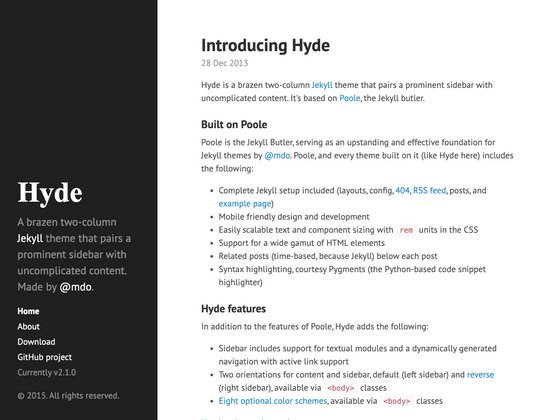 Hyde
A brazen two-column
Jekyll theme that pairs a
prominent sidebar with
uncomplicated content.
Made by @mdo.
Home
About
Download
GitHub project
Currently v2.1.0
© 2015. All rights reserved.
Introducing Hyde
28 Dec 2013
Hyde is a brazen two-column Jekyll theme that pairs a prominent sidebar with
uncomplicated content. It's based on Poole, the Jekyll butler.
Built on Poole
Poole is the Jekyll Butler, serving as an upstanding and effective foundation for
Jekyll themes by @mdo. Poole, and every theme built on it (like Hyde here) includes
the following:
• Complete Jekyll setup included (layouts, config, 404, RSS feed, posts, and
example page)
• Mobile friendly design and development
• Easily scalable text and component sizing with rem units in the CSS
• Support for a wide gamut of HTML elements
• Related posts (time-based, because Jekyll) below each post
• Syntax highlighting, courtesy Pygments (the Python-based code snippet
highlighter)
Hyde features
In addition to the features of Poole, Hyde adds the following:
• Sidebar includes support for textual modules and a dynamically generated
navigation with active link support
• Two orientations for content and sidebar, default (left sidebar) and reverse
(right sidebar), available via <body> classes
• Eight optional color schemes, available via <body> classes